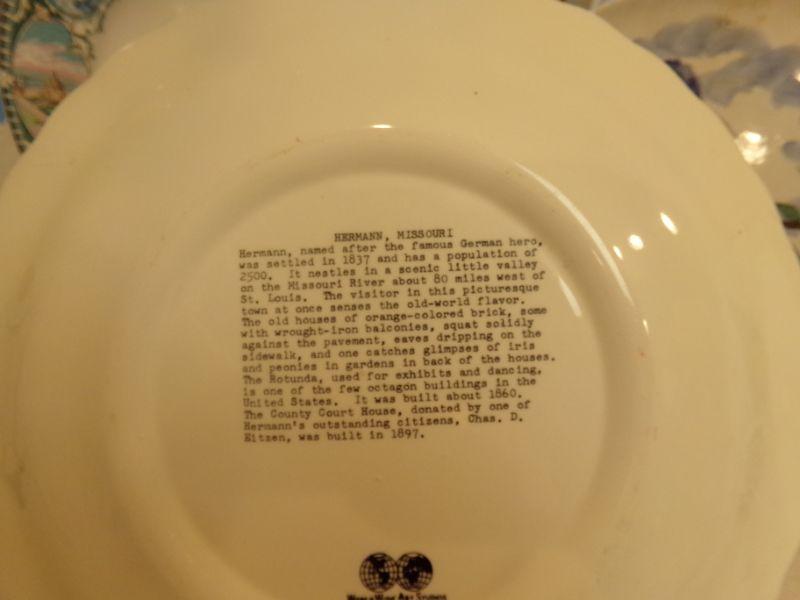 HERMANN, MISSOURI
Hermann, named after the famous German hero,
was settled in 1837 and has a population of
2500. It nestles in a scenic little valley
on the Missouri River about 80 miles west of
St. Louis. The visitor in this picturesque
town at once senses the old-world flavor.
The old houses of orange-colored brick, some
with wrought-iron balconies, squat solidly
against the pavement, eaves dripping on the
sidewalk, and one catches glimpses of iris
and peonies in gardens in back of the houses.
The Rotunda, used for exhibits and dancing,
is one of the few octagon buildings in the
United States. It was built about 1860.
The County Court House, donated by one of
Hermann's outstanding citizens, Chas. D.
Eitzen, was built in 1897.
World Wide Art Studios